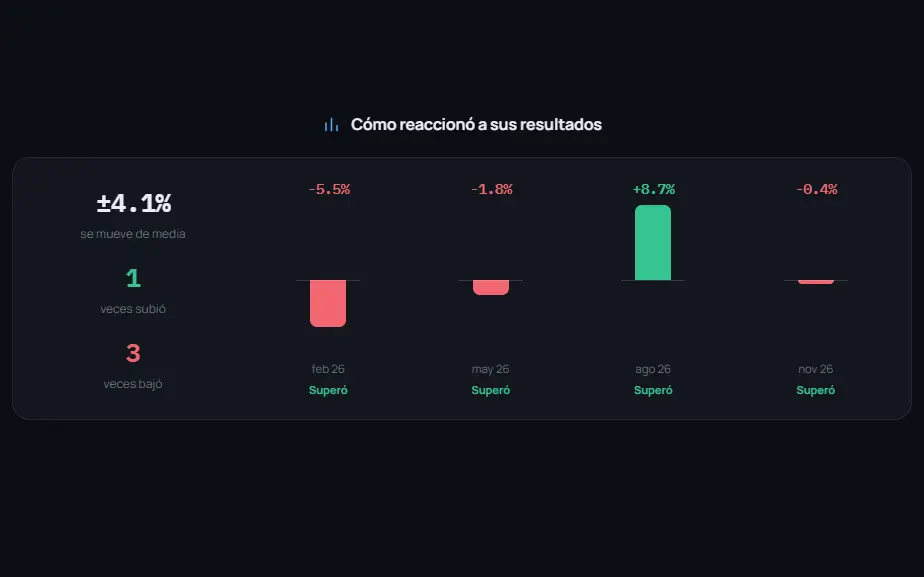 Cómo reaccionó a sus resultados
±4.1%
se mueve de media
1
veces subió
3
veces bajó
-5.5%
feb 26
Superó
-1.8%
may 26
Superó
+8.7%
ago 26
Superó
-0.4%
nov 26
Superó